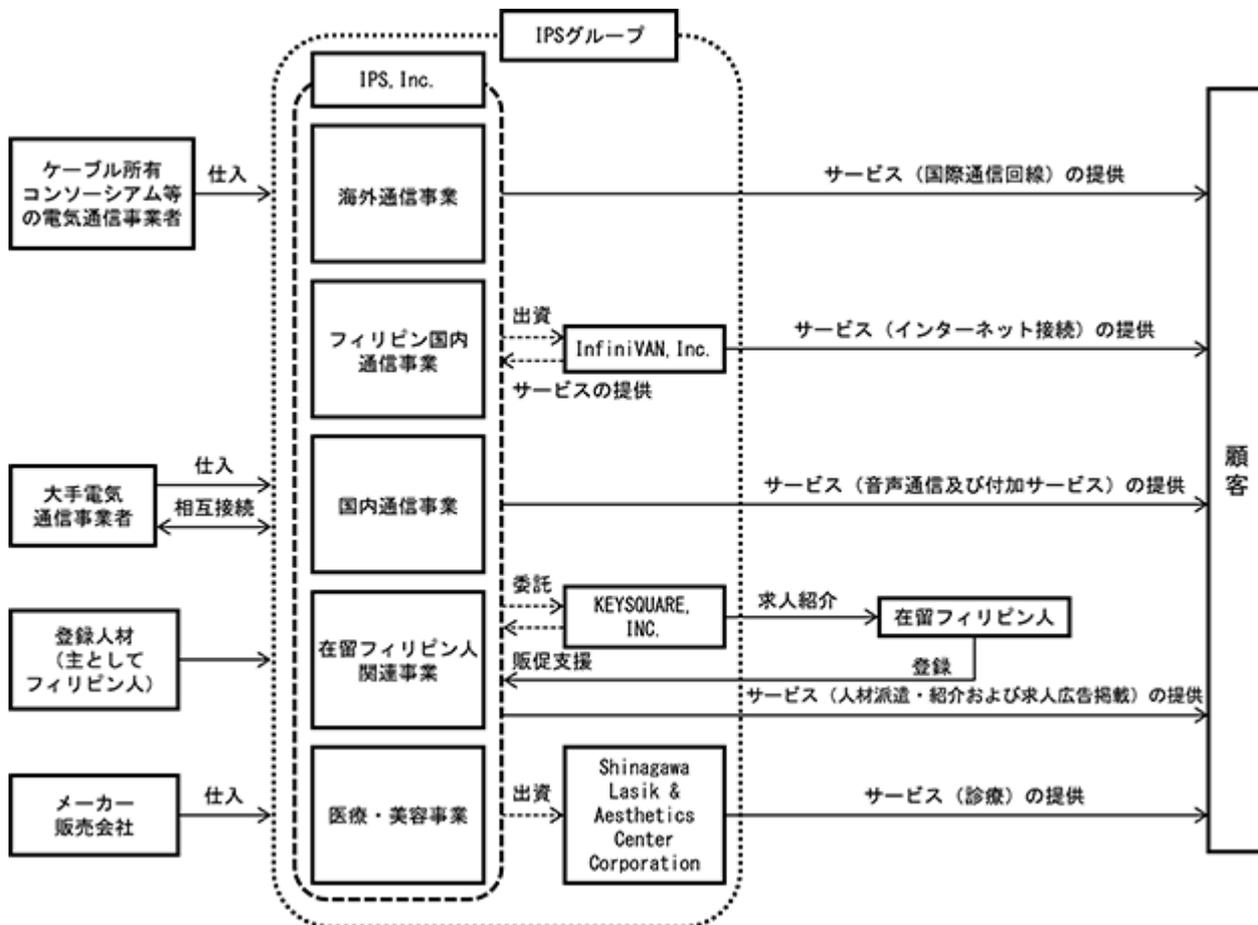 IPSグループ
IPS, Inc.
ケーブル所有
コンソーシアム等
の電気通信事業者
仕入
海外通信事業
サービス（国際通信回線）の提供
フィリピン国内
通信事業
出資
InfiniVAN, Inc.
サービスの提供
サービス（インターネット接続）の提供
顧客
大手電気
通信事業者
仕入
相互接続
国内通信事業
サービス（音声通信及び付加サービス）の提供
登録人材
（主として
フィリピン人）
在留フィリピン人
関連事業
委託
KEYSQUARE,
INC.
販促支援
求人紹介
在留フィリピン人
登録
サービス（人材派遣・紹介および求人広告掲載）の提供
メーカー
販売会社
仕入
医療・美容事業
出資
Shinagawa
Lasik &
Aesthetics
Center
Corporation
サービス（診療）の提供